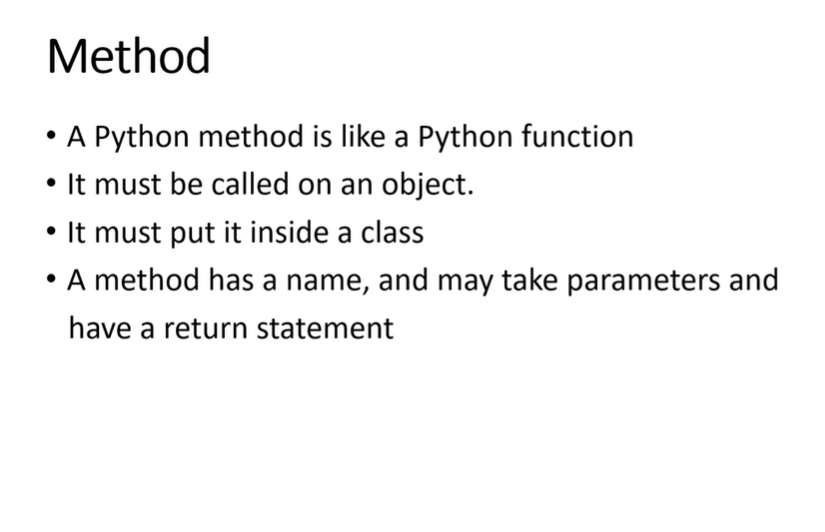 Method
• A Python method is like a Python function
• It must be called on an object.
• It must put it inside a class
• A method has a name, and may take parameters and
have a return statement